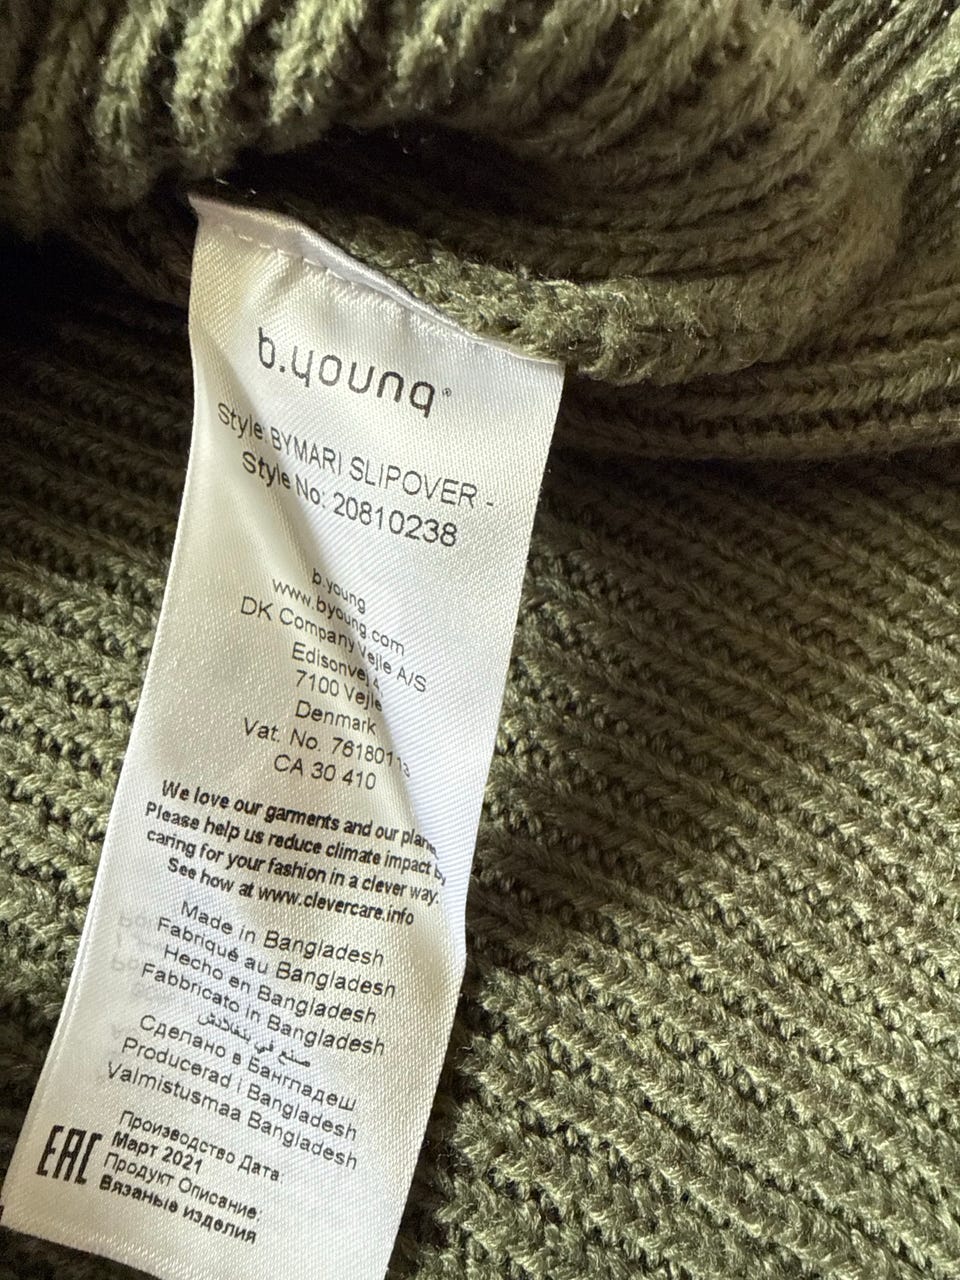 b.young®
Style: BYMARI SLIPOVER -
Style No: 20810238
b.young
www.byoung.com
DK Company Vejle A/S
Edisonvej 4
7100 Vejle
Denmark
Vat. No. 76180113
CA 30 410
We love our garments and our plane
Please help us reduce climate impact by
caring for your fashion in a clever way.
See how at www.clevercare.info
Made in Bangladesh
Fabriqué au Bangladesh
Hecho en Bangladesh
Fabbricato in Bangladesh
صنع في بنغلادش
Сделано в Бангладеш
Producerad i Bangladesh
Valmistusmaa Bangladesh
Производство Дата:
Март 2021
Продукт Описание:
Вязаные изделия
EAC